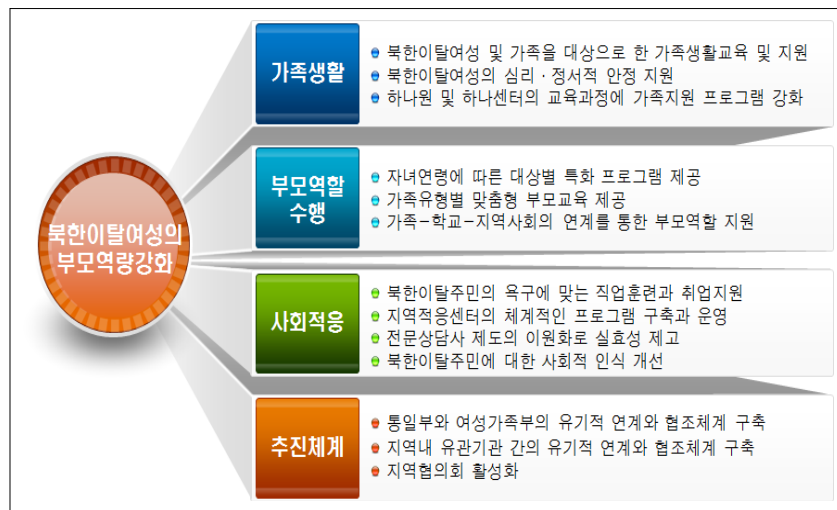 북한이탈여성의
부모역량강화
가족생활
북한이탈여성 및 가족을 대상으로 한 가족생활교육 및 지원
북한이탈여성의 심리·정서적 안정 지원
하나원 및 하나센터의 교육과정에 가족지원 프로그램 강화
부모역할
수행
자녀연령에 따른 대상별 특화 프로그램 제공
가족유형별 맞춤형 부모교육 제공
가족-학교-지역사회의 연계를 통한 부모역할 지원
사회적응
북한이탈주민의 욕구에 맞는 직업훈련과 취업지원
지역적응센터의 체계적인 프로그램 구축과 운영
전문상담사 제도의 이원화로 실효성 제고
북한이탈주민에 대한 사회적 인식 개선
추진체계
통일부와 여성가족부의 유기적 연계와 협조체계 구축
지역내 유관기관 간의 유기적 연계와 협조체계 구축
지역협의회 활성화